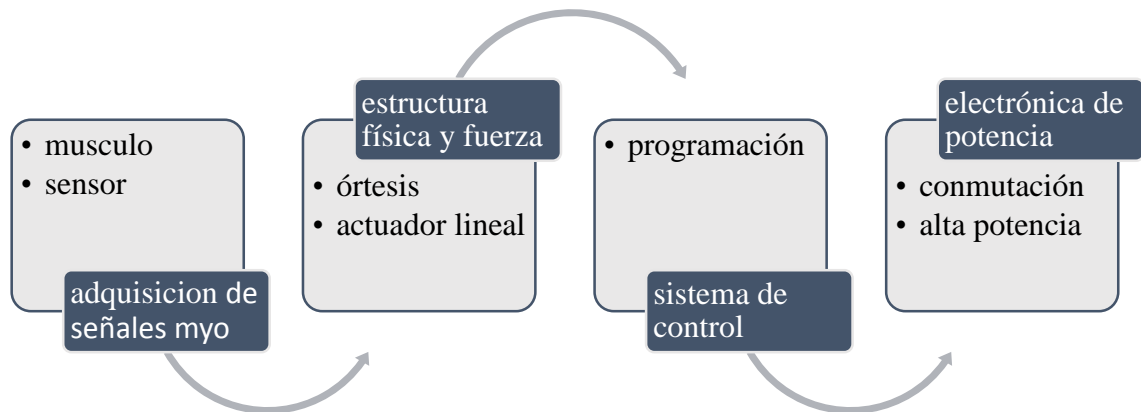 • musculo
• sensor
adquisicion de
señales myo
estructura
física y fuerza
• órtesis
• actuador lineal
• programación
sistema de
control
electrónica de
potencia
• conmutación
• alta potencia